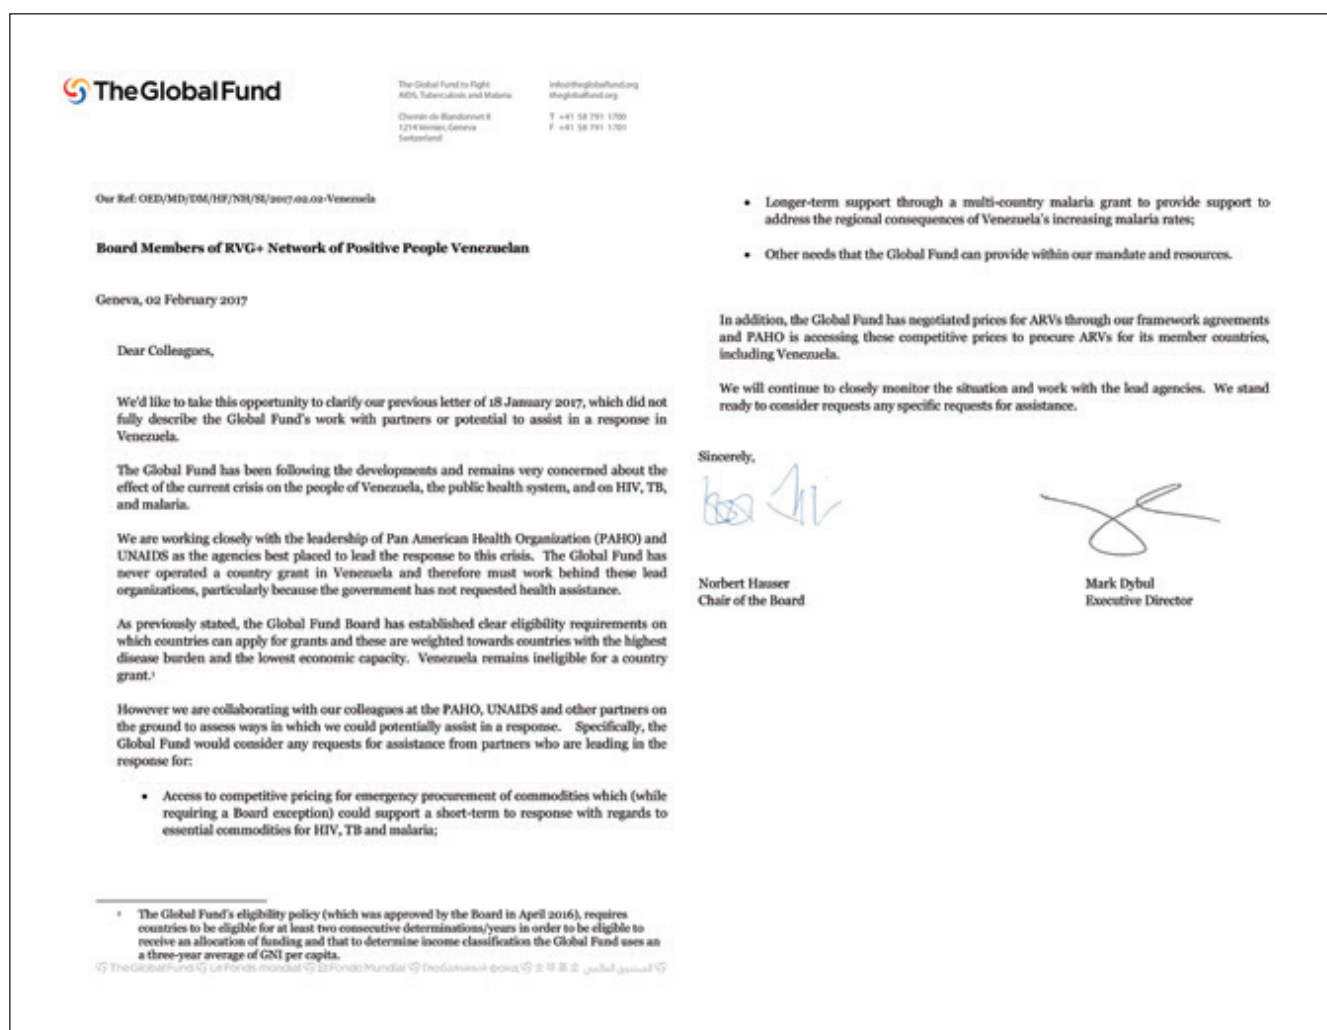 The Global Fund
The Global Fund to Fight
AIDS, Tuberculosis and Malaria
Chemin de Blandonnet 8
1214 Vernier, Geneva
Switzerland
info@theglobalfund.org
theglobalfund.org
T +41 58 791 1700
F +41 58 791 1701
Our Ref: OED/MD/DM/HF/NH/SI/2017.02.02-Venezuela
Board Members of RVG+ Network of Positive People Venezuelan
Geneva, 02 February 2017
Dear Colleagues,
We'd like to take this opportunity to clarify our previous letter of 18 January 2017, which did not
fully describe the Global Fund's work with partners or potential to assist in a response in
Venezuela.
The Global Fund has been following the developments and remains very concerned about the
effect of the current crisis on the people of Venezuela, the public health system, and on HIV, TB,
and malaria.
We are working closely with the leadership of Pan American Health Organization (PAHO) and
UNAIDS as the agencies best placed to lead the response to this crisis. The Global Fund has
never operated a country grant in Venezuela and therefore must work behind these lead
organizations, particularly because the government has not requested health assistance.
As previously stated, the Global Fund Board has established clear eligibility requirements on
which countries can apply for grants and these are weighted towards countries with the highest
disease burden and the lowest economic capacity. Venezuela remains ineligible for a country
grant.¹
However we are collaborating with our colleagues at the PAHO, UNAIDS and other partners on
the ground to assess ways in which we could potentially assist in a response. Specifically, the
Global Fund would consider any requests for assistance from partners who are leading in the
response for:
• Access to competitive pricing for emergency procurement of commodities which (while
requiring a Board exception) could support a short-term to response with regards to
essential commodities for HIV, TB and malaria;
¹ The Global Fund's eligibility policy (which was approved by the Board in April 2016), requires
countries to be eligible for at least two consecutive determinations/years in order to be eligible to
receive an allocation of funding and that to determine income classification the Global Fund uses an
a three-year average of GNI per capita.
The Global Fund Le Fonds mondial El Fondo Mundial Глобальный фонд 全球基金 الصندوق العالمي
• Longer-term support through a multi-country malaria grant to provide support to
address the regional consequences of Venezuela's increasing malaria rates;
• Other needs that the Global Fund can provide within our mandate and resources.
In addition, the Global Fund has negotiated prices for ARVs through our framework agreements
and PAHO is accessing these competitive prices to procure ARVs for its member countries,
including Venezuela.
We will continue to closely monitor the situation and work with the lead agencies. We stand
ready to consider requests any specific requests for assistance.
Sincerely,
Norbert Hauser
Chair of the Board
Mark Dybul
Executive Director